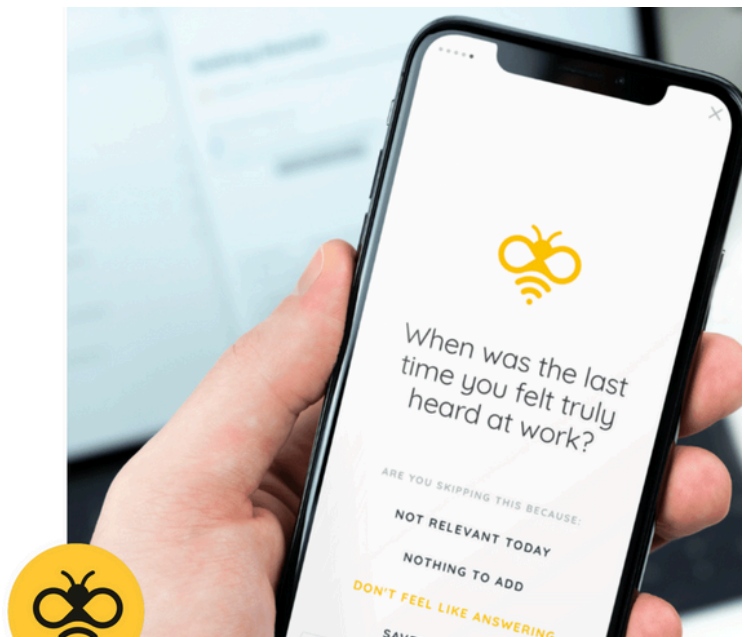 When was the last
time you felt truly
heard at work?
ARE YOU SKIPPING THIS BECAUSE:
NOT RELEVANT TODAY
NOTHING TO ADD
DON'T FEEL LIKE ANSWERING